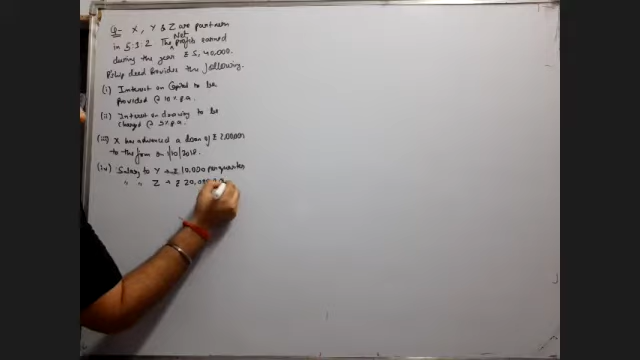 Q- X, Y & Z are partners
in 5:3:2. The Net profits earned
during the year ₹ 5,40,000.
P'ship deed provides the following.
(i) Interest on Capital to be
provided @ 10% p.a.
(ii) Interest on drawing to be
charged @ 5% p.a.
(iii) X has advanced a loan of ₹ 2,00,000
to the firm on 1/10/2018.
(iv) Salary to Y → ₹ 10,000 per quarter
" " Z → ₹ 20,000